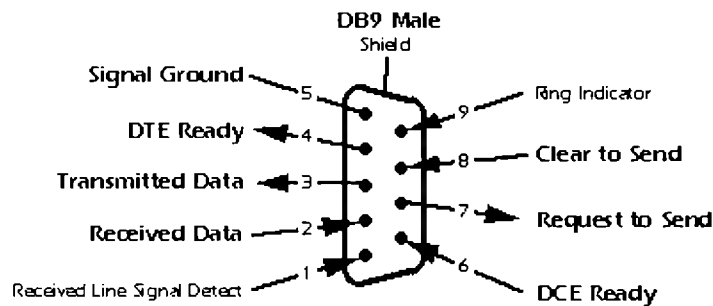 DB9 Male
Shield
Signal Ground
5
9
Ring Indicator
DTE Ready
4
8
Clear to Send
Transmitted Data
3
7
Request to Send
Received Data
2
6
DCE Ready
Received Line Signal Detect
1